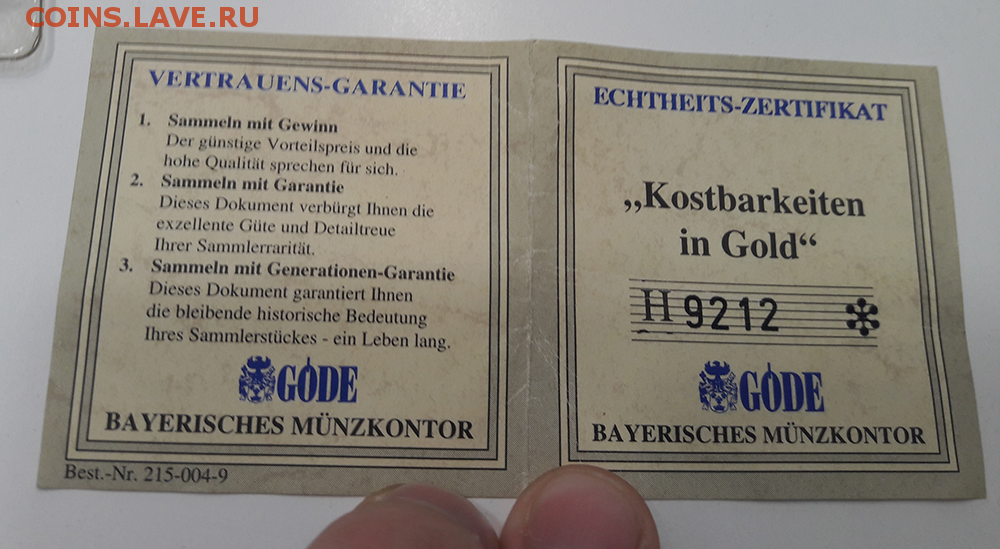 COINS.LAVE.RU
VERTRAUENS-GARANTIE
1. Sammeln mit Gewinn
Der günstige Vorteilspreis und die
hohe Qualität sprechen für sich.
2. Sammeln mit Garantie
Dieses Dokument verbürgt Ihnen die
exzellente Güte und Detailtreue
Ihrer Sammlerrarität.
3. Sammeln mit Generationen-Garantie
Dieses Dokument garantiert Ihnen
die bleibende historische Bedeutung
Ihres Sammlerstückes - ein Leben lang.
GÖDE
BAYERISCHES MÜNZKONTOR
Best.-Nr. 215-004-9
ECHTHEITS-ZERTIFIKAT
„Kostbarkeiten
in Gold“
H 9212
GÖDE
BAYERISCHES MÜNZKONTOR